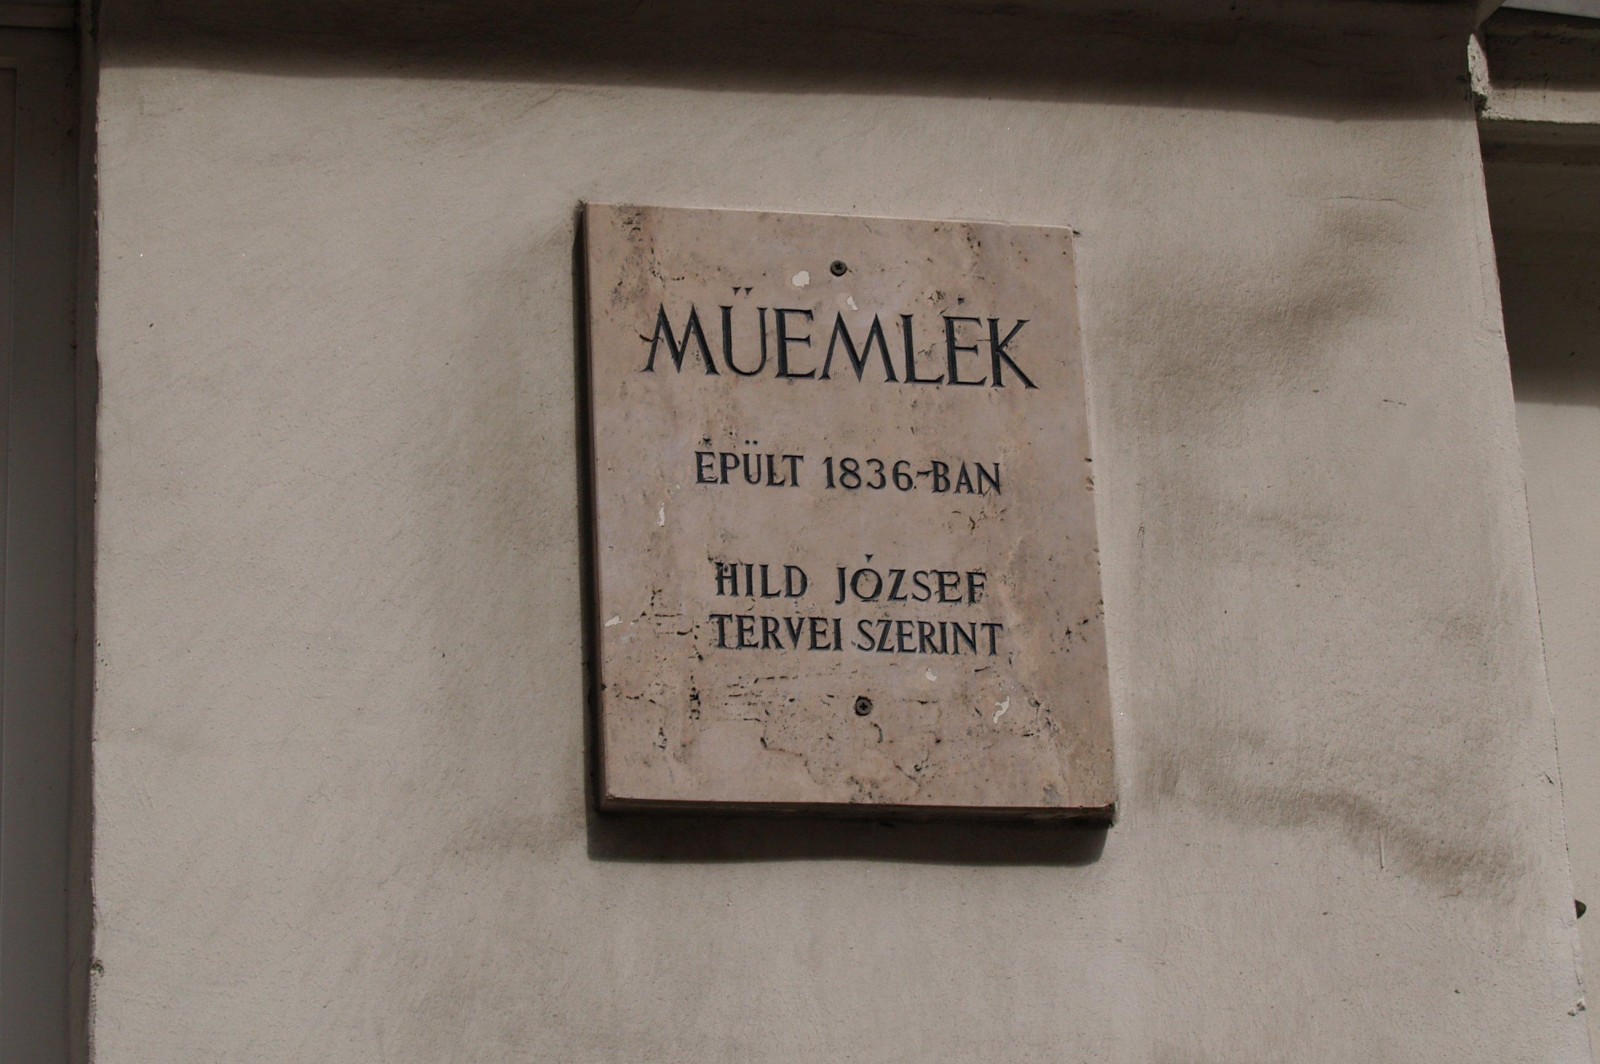 MŰEMLÉK
ÉPÜLT 1836-BAN
HILD JÓZSEF
TERVEI SZERINT